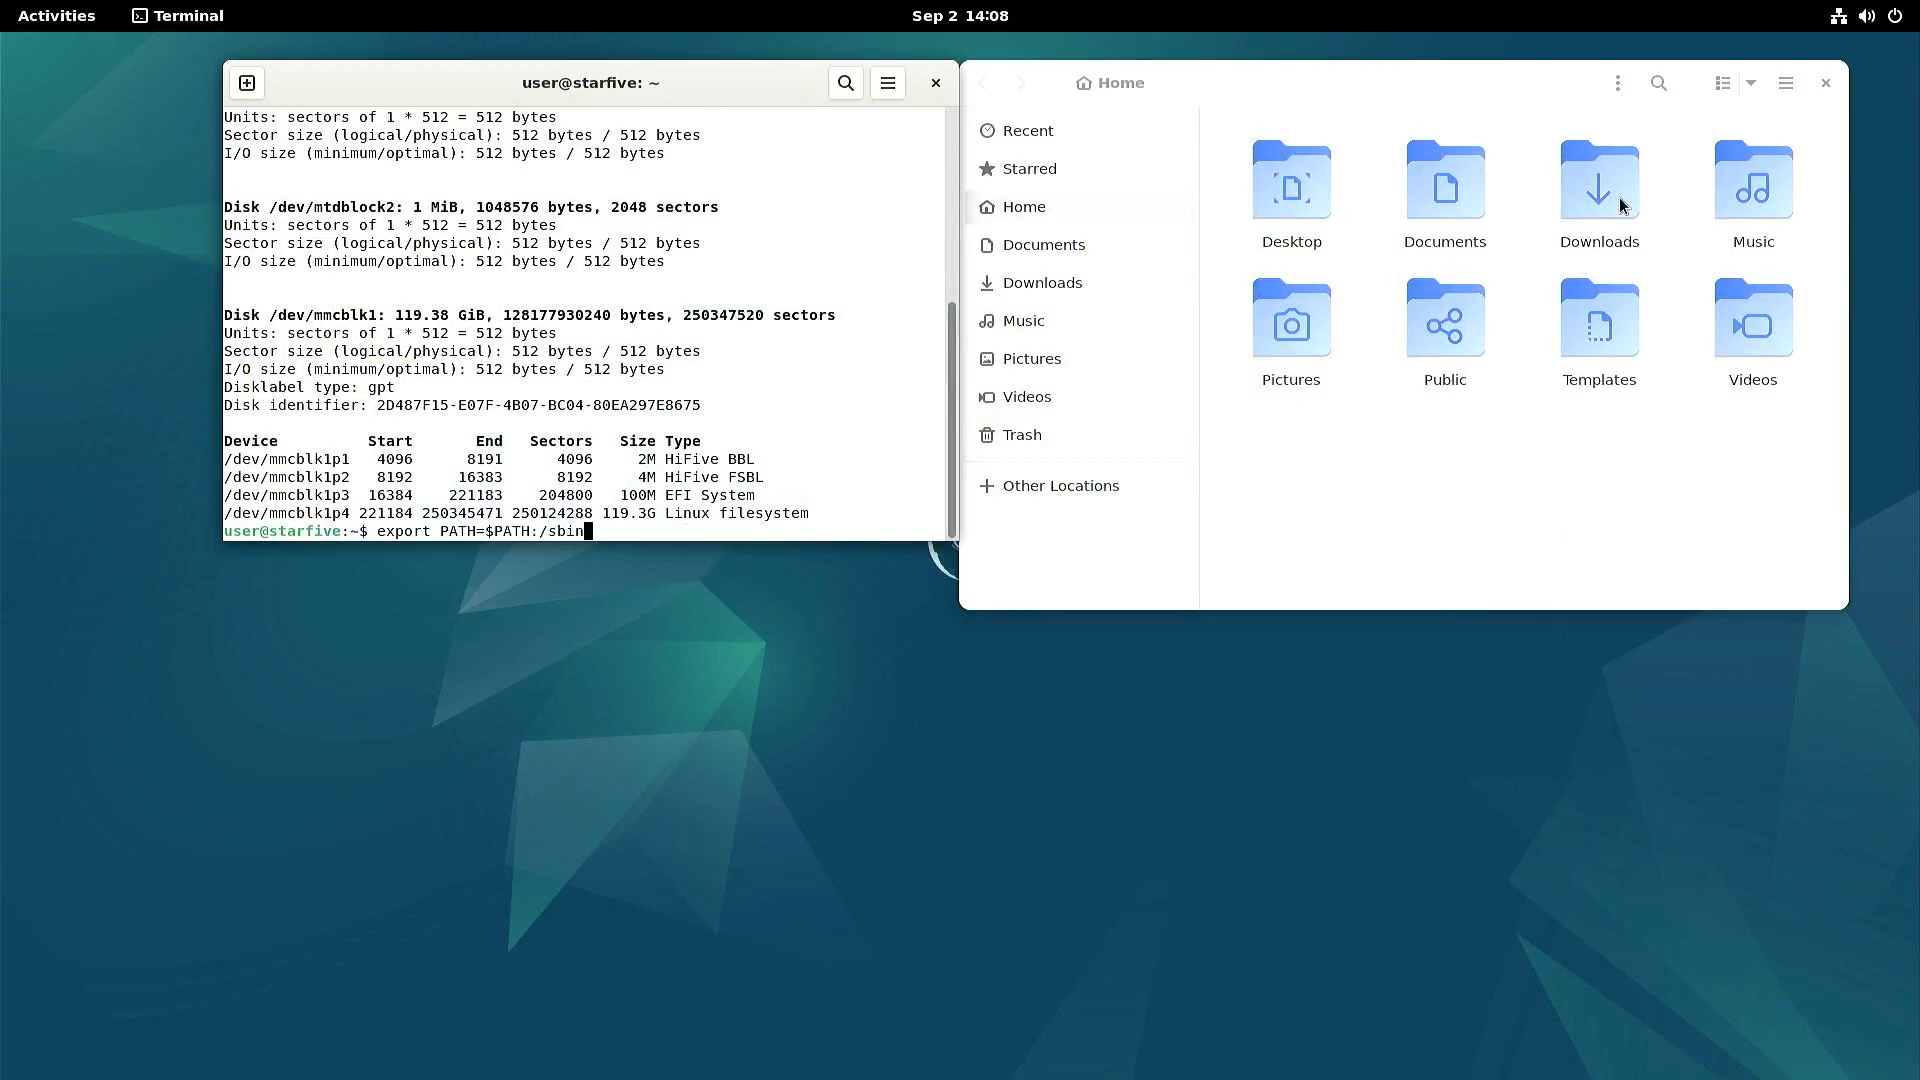 Activities
Terminal
Sep 2 14:08
user@starfive: ~
Units: sectors of 1 * 512 = 512 bytes
Sector size (logical/physical): 512 bytes / 512 bytes
I/O size (minimum/optimal): 512 bytes / 512 bytes
Disk /dev/mtdblock2: 1 MiB, 1048576 bytes, 2048 sectors
Units: sectors of 1 * 512 = 512 bytes
Sector size (logical/physical): 512 bytes / 512 bytes
I/O size (minimum/optimal): 512 bytes / 512 bytes
Disk /dev/mmcblk1: 119.38 GiB, 128177930240 bytes, 250347520 sectors
Units: sectors of 1 * 512 = 512 bytes
Sector size (logical/physical): 512 bytes / 512 bytes
I/O size (minimum/optimal): 512 bytes / 512 bytes
Disklabel type: gpt
Disk identifier: 2D487F15-E07F-4B07-BC04-80EA297E8675
Device Start End Sectors Size Type
/dev/mmcblk1p1 4096 8191 4096 2M HiFive BBL
/dev/mmcblk1p2 8192 16383 8192 4M HiFive FSBL
/dev/mmcblk1p3 16384 221183 204800 100M EFI System
/dev/mmcblk1p4 221184 250345471 250124288 119.3G Linux filesystem
user@starfive:~$ export PATH=$PATH:/sbin
Home
Recent
Starred
Home
Documents
Downloads
Music
Pictures
Videos
Trash
Other Locations
Desktop
Documents
Downloads
Music
Pictures
Public
Templates
Videos